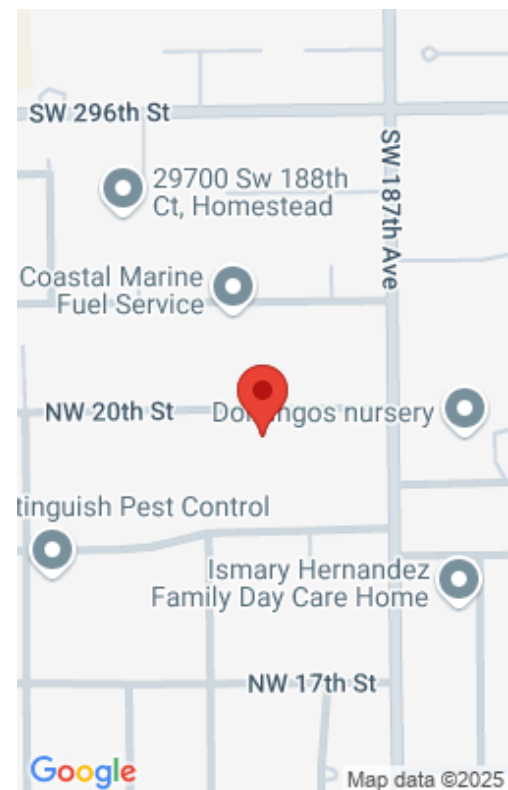 SW 296th St
SW 187th Ave
29700 Sw 188th
Ct, Homestead
Coastal Marine
Fuel Service
NW 20th St
nursery
tinguish Pest Control
Ismary Hernandez
Family Day Care Home
NW 17th St
Google
Map data ©2025